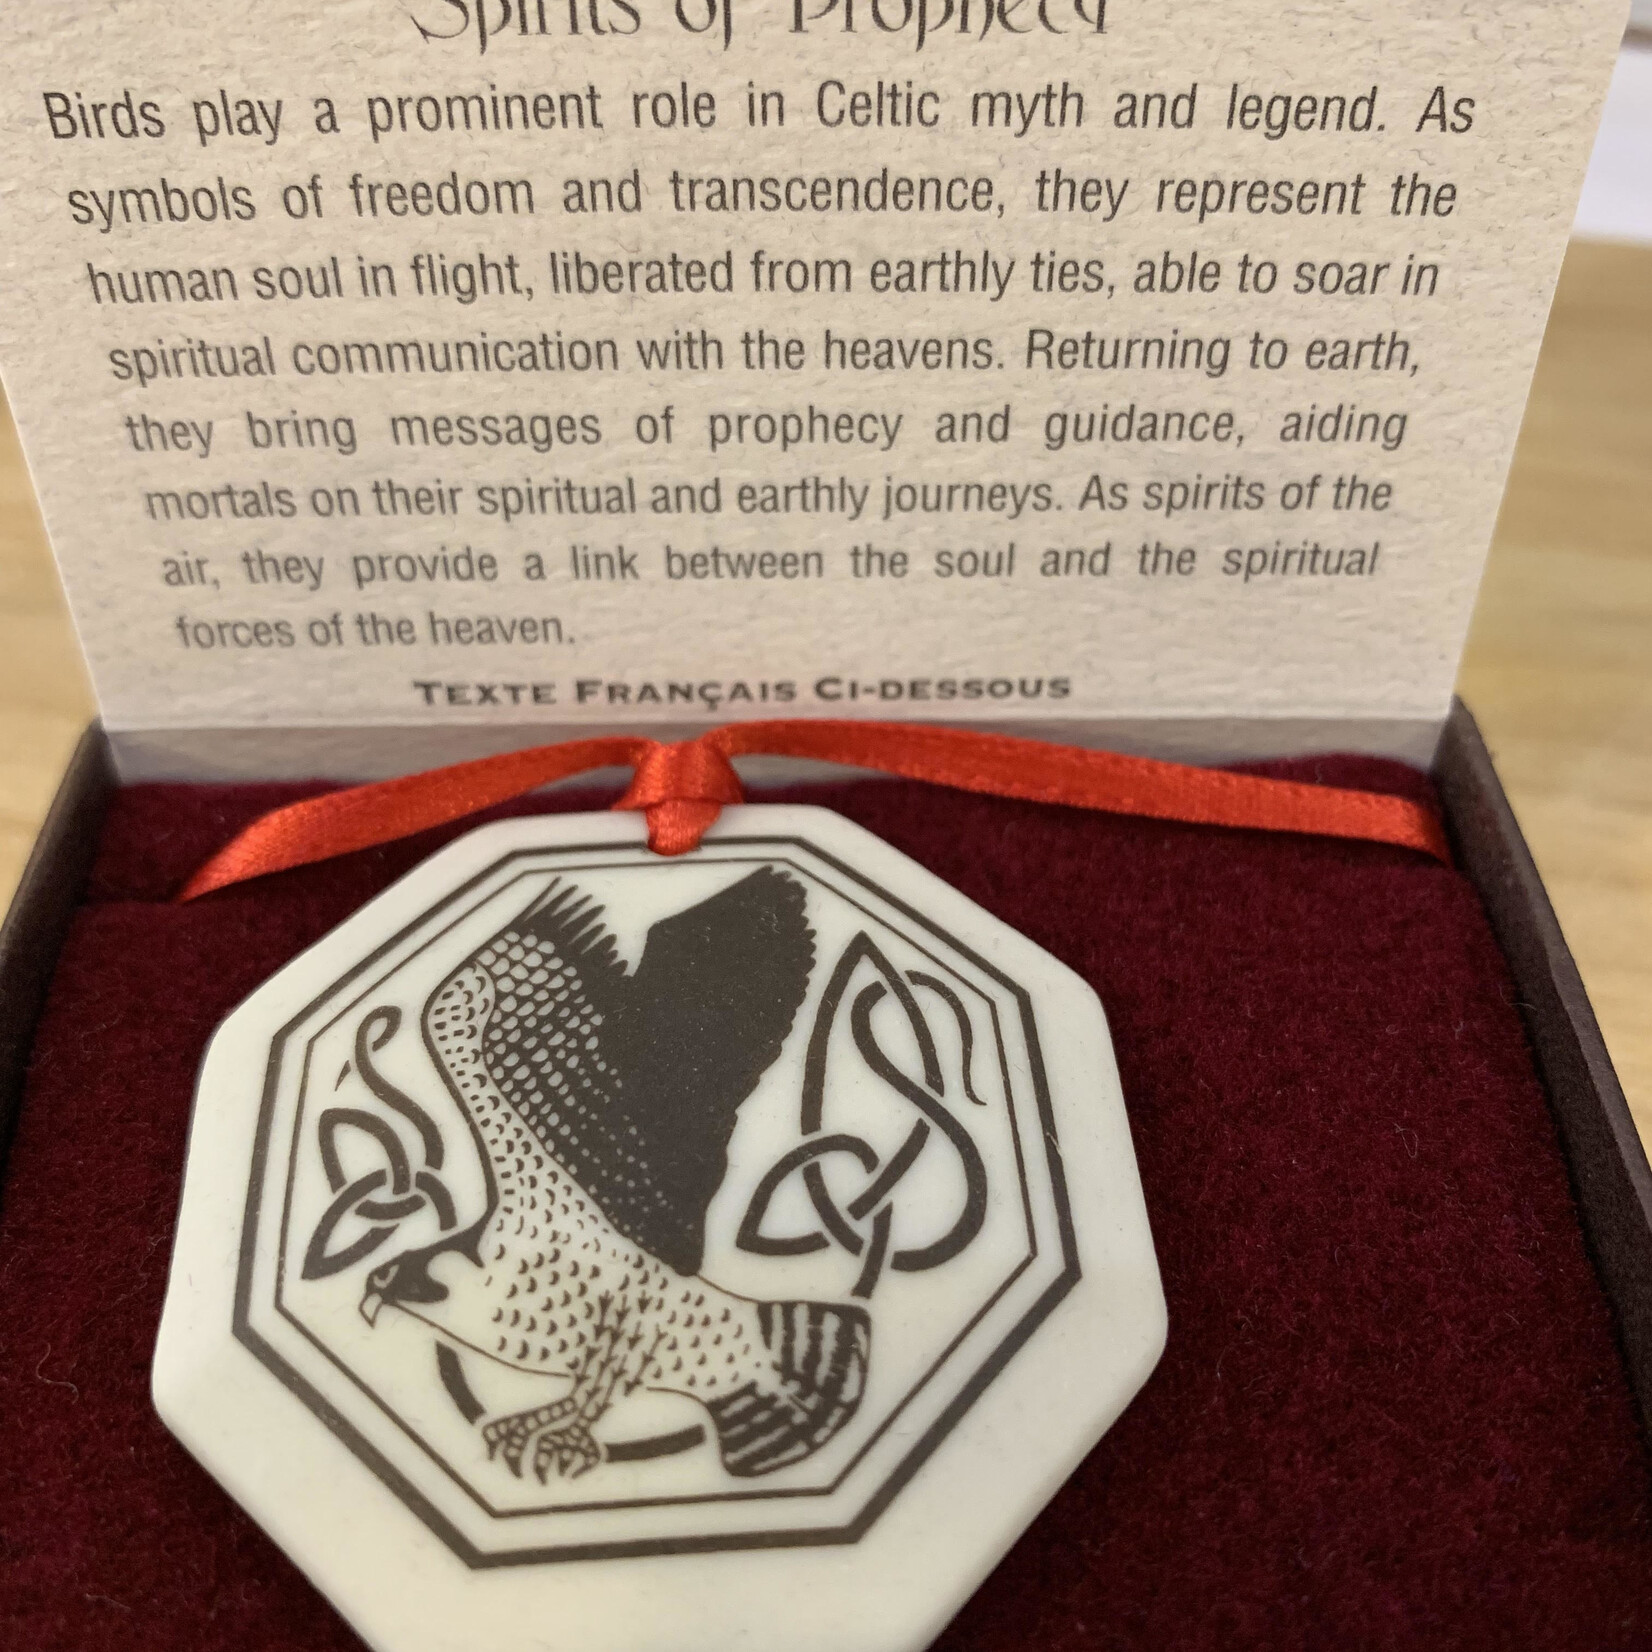 Spirits of Prophecy
Birds play a prominent role in Celtic myth and legend. As
symbols of freedom and transcendence, they represent the
human soul in flight, liberated from earthly ties, able to soar in
spiritual communication with the heavens. Returning to earth,
they bring messages of prophecy and guidance, aiding
mortals on their spiritual and earthly journeys. As spirits of the
air, they provide a link between the soul and the spiritual
forces of the heaven.
TEXTE FRANÇAIS CI-DESSOUS